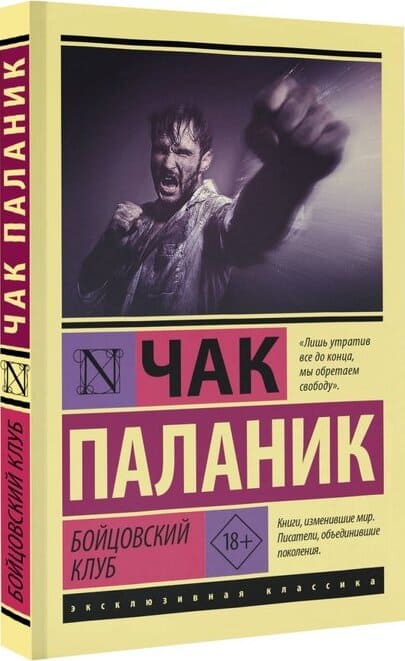 ЧАК ПАЛАНИК
N
БОЙЦОВСКИЙ КЛУБ
N
ЧАК
ПАЛАНИК
«Лишь утратив
все до конца,
мы обретаем
свободу».
БОЙЦОВСКИЙ
КЛУБ
18+
Книги, изменившие мир.
Писатели, объединившие
поколения.
эксклюзивная классика